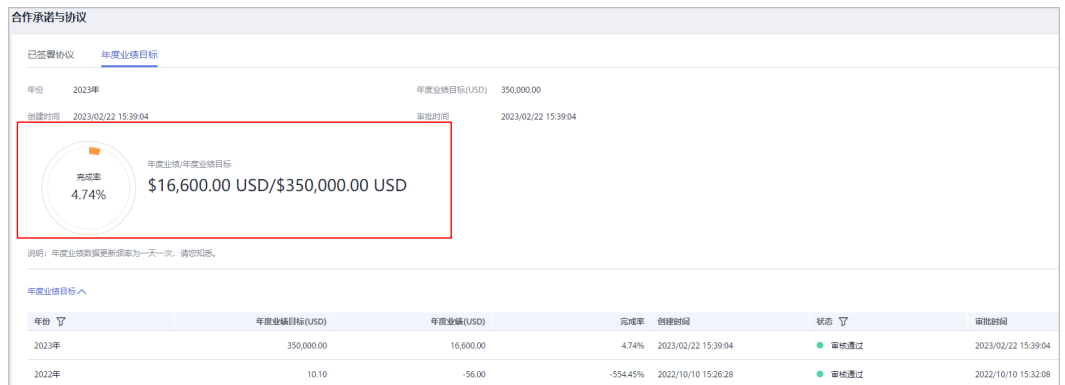 合作承诺与协议
已签署协议 年度业绩目标
年份 2023年 年度业绩目标(USD) 350,000.00
创建时间 2023/02/22 15:39:04 审批时间 2023/02/22 15:39:04
年度业绩/年度业绩目标
完成率
$16,600.00 USD/$350,000.00 USD
4.74%
说明：年度业绩数据更新频率为一天一次，请您知悉。
年度业绩目标
年份 年度业绩目标(USD) 年度业绩(USD) 完成率 创建时间 状态 审批时间
2023年 350,000.00 16,600.00 4.74% 2023/02/22 15:39:04 审核通过 2023/02/22 15:39:04
2022年 10.10 -56.00 -554.45% 2022/10/10 15:26:28 审核通过 2022/10/10 15:32:08